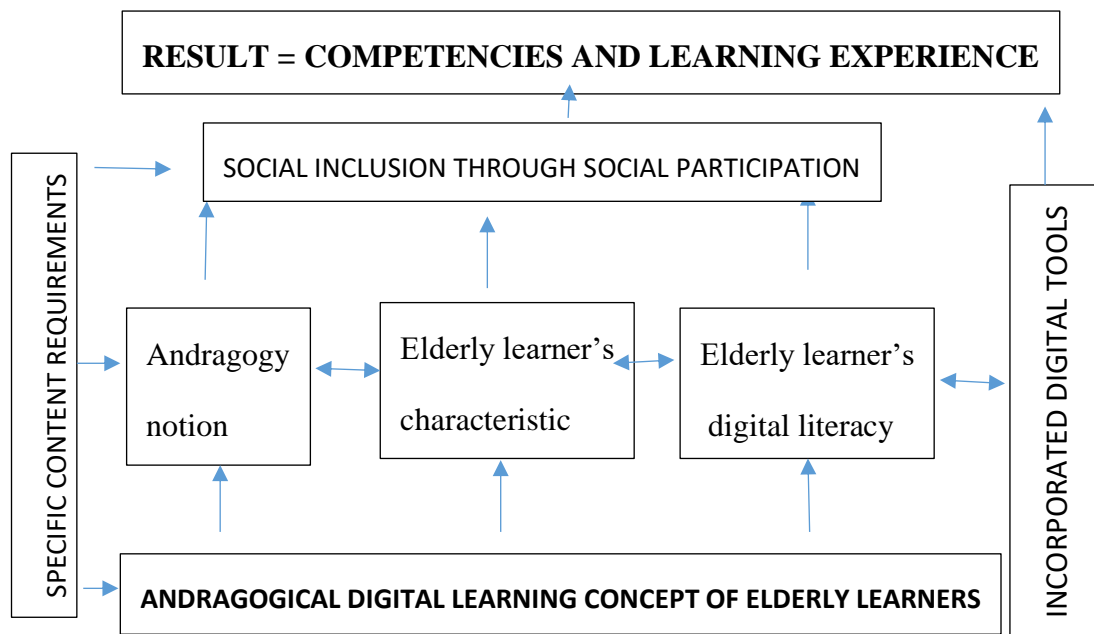 RESULT = COMPETENCIES AND LEARNING EXPERIENCE
SOCIAL INCLUSION THROUGH SOCIAL PARTICIPATION
SPECIFIC CONTENT REQUIREMENTS
Andragogy
notion
Elderly learner’s
characteristic
Elderly learner’s
digital literacy
INCORPORATED DIGITAL TOOLS
ANDRAGOGICAL DIGITAL LEARNING CONCEPT OF ELDERLY LEARNERS